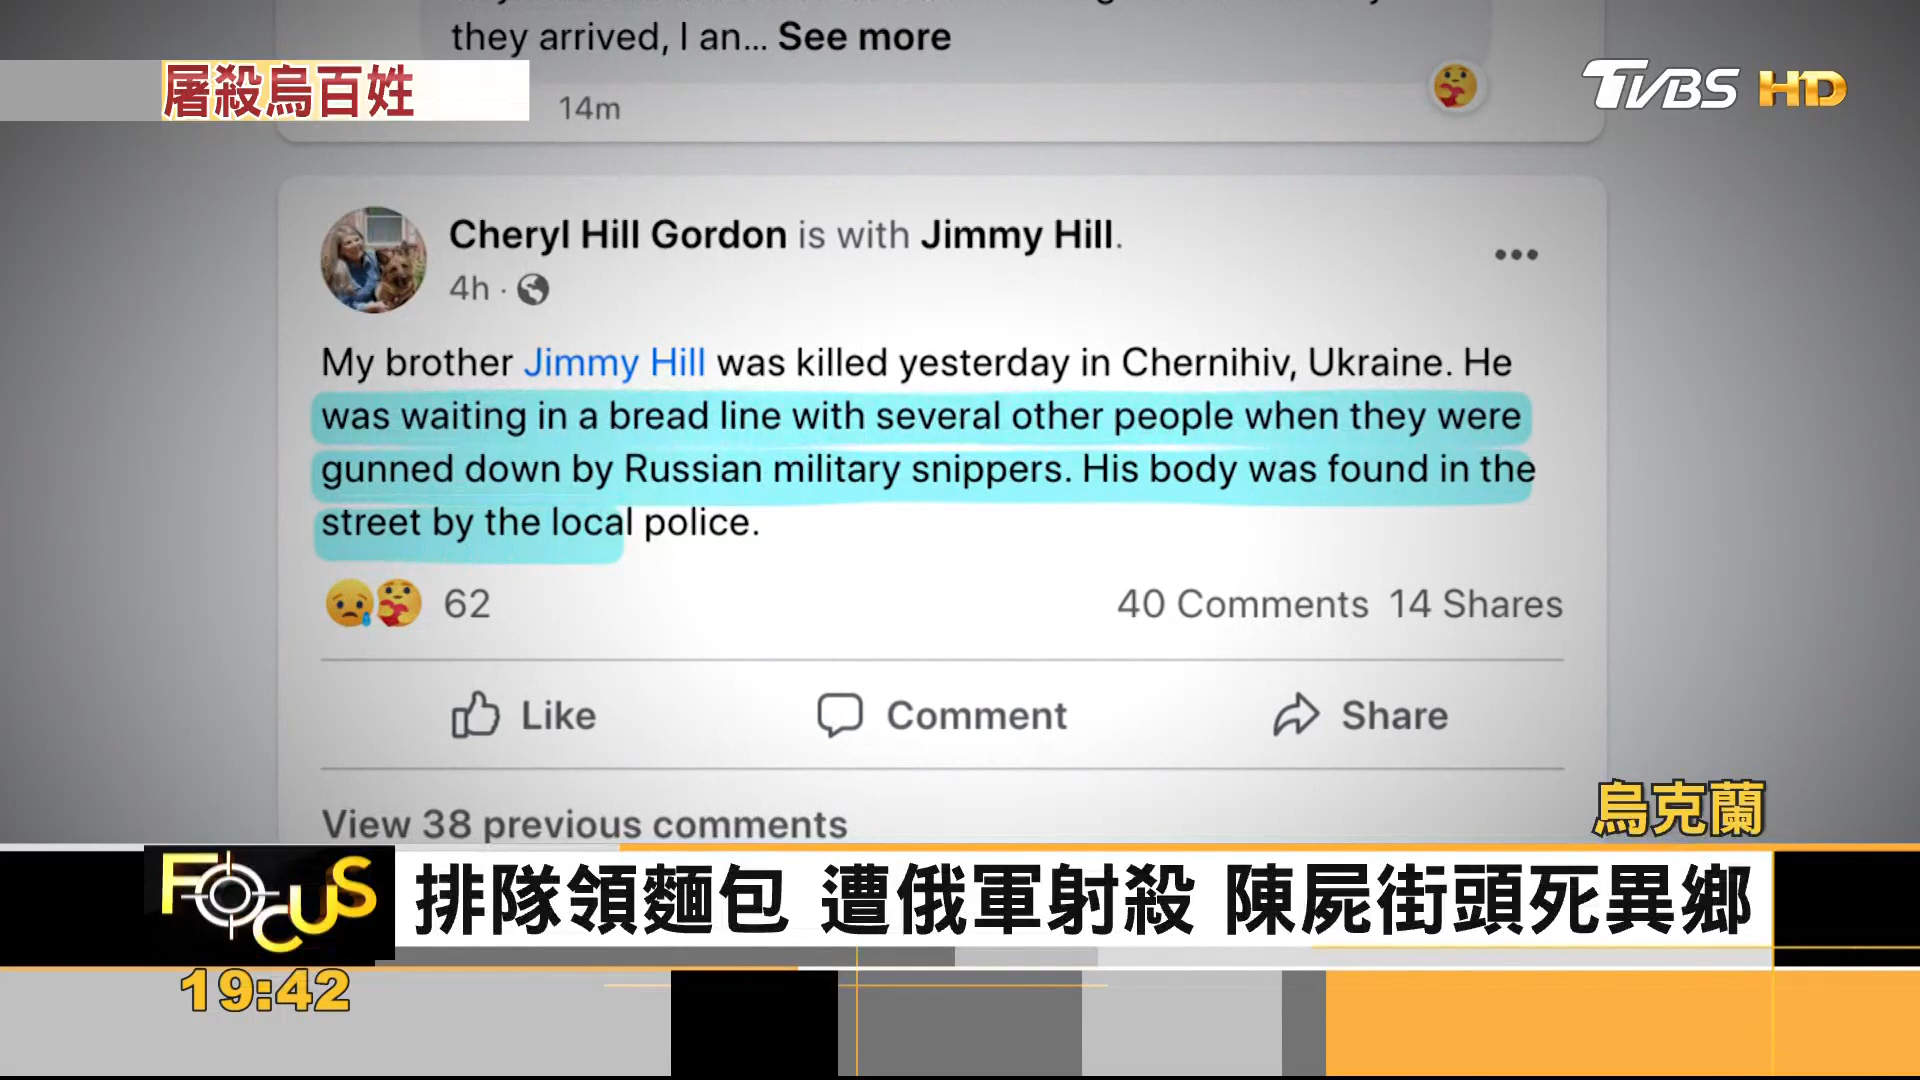 they arrived, I an... See more
屠殺烏百姓
TVBS HD
14m
Cheryl Hill Gordon is with Jimmy Hill.
4h ·
My brother Jimmy Hill was killed yesterday in Chernihiv, Ukraine. He
was waiting in a bread line with several other people when they were
gunned down by Russian military snippers. His body was found in the
street by the local police.
62
40 Comments 14 Shares
Like
Comment
Share
View 38 previous comments
烏克蘭
FOCUS
排隊領麵包 遭俄軍射殺 陳屍街頭死異鄉
19:42